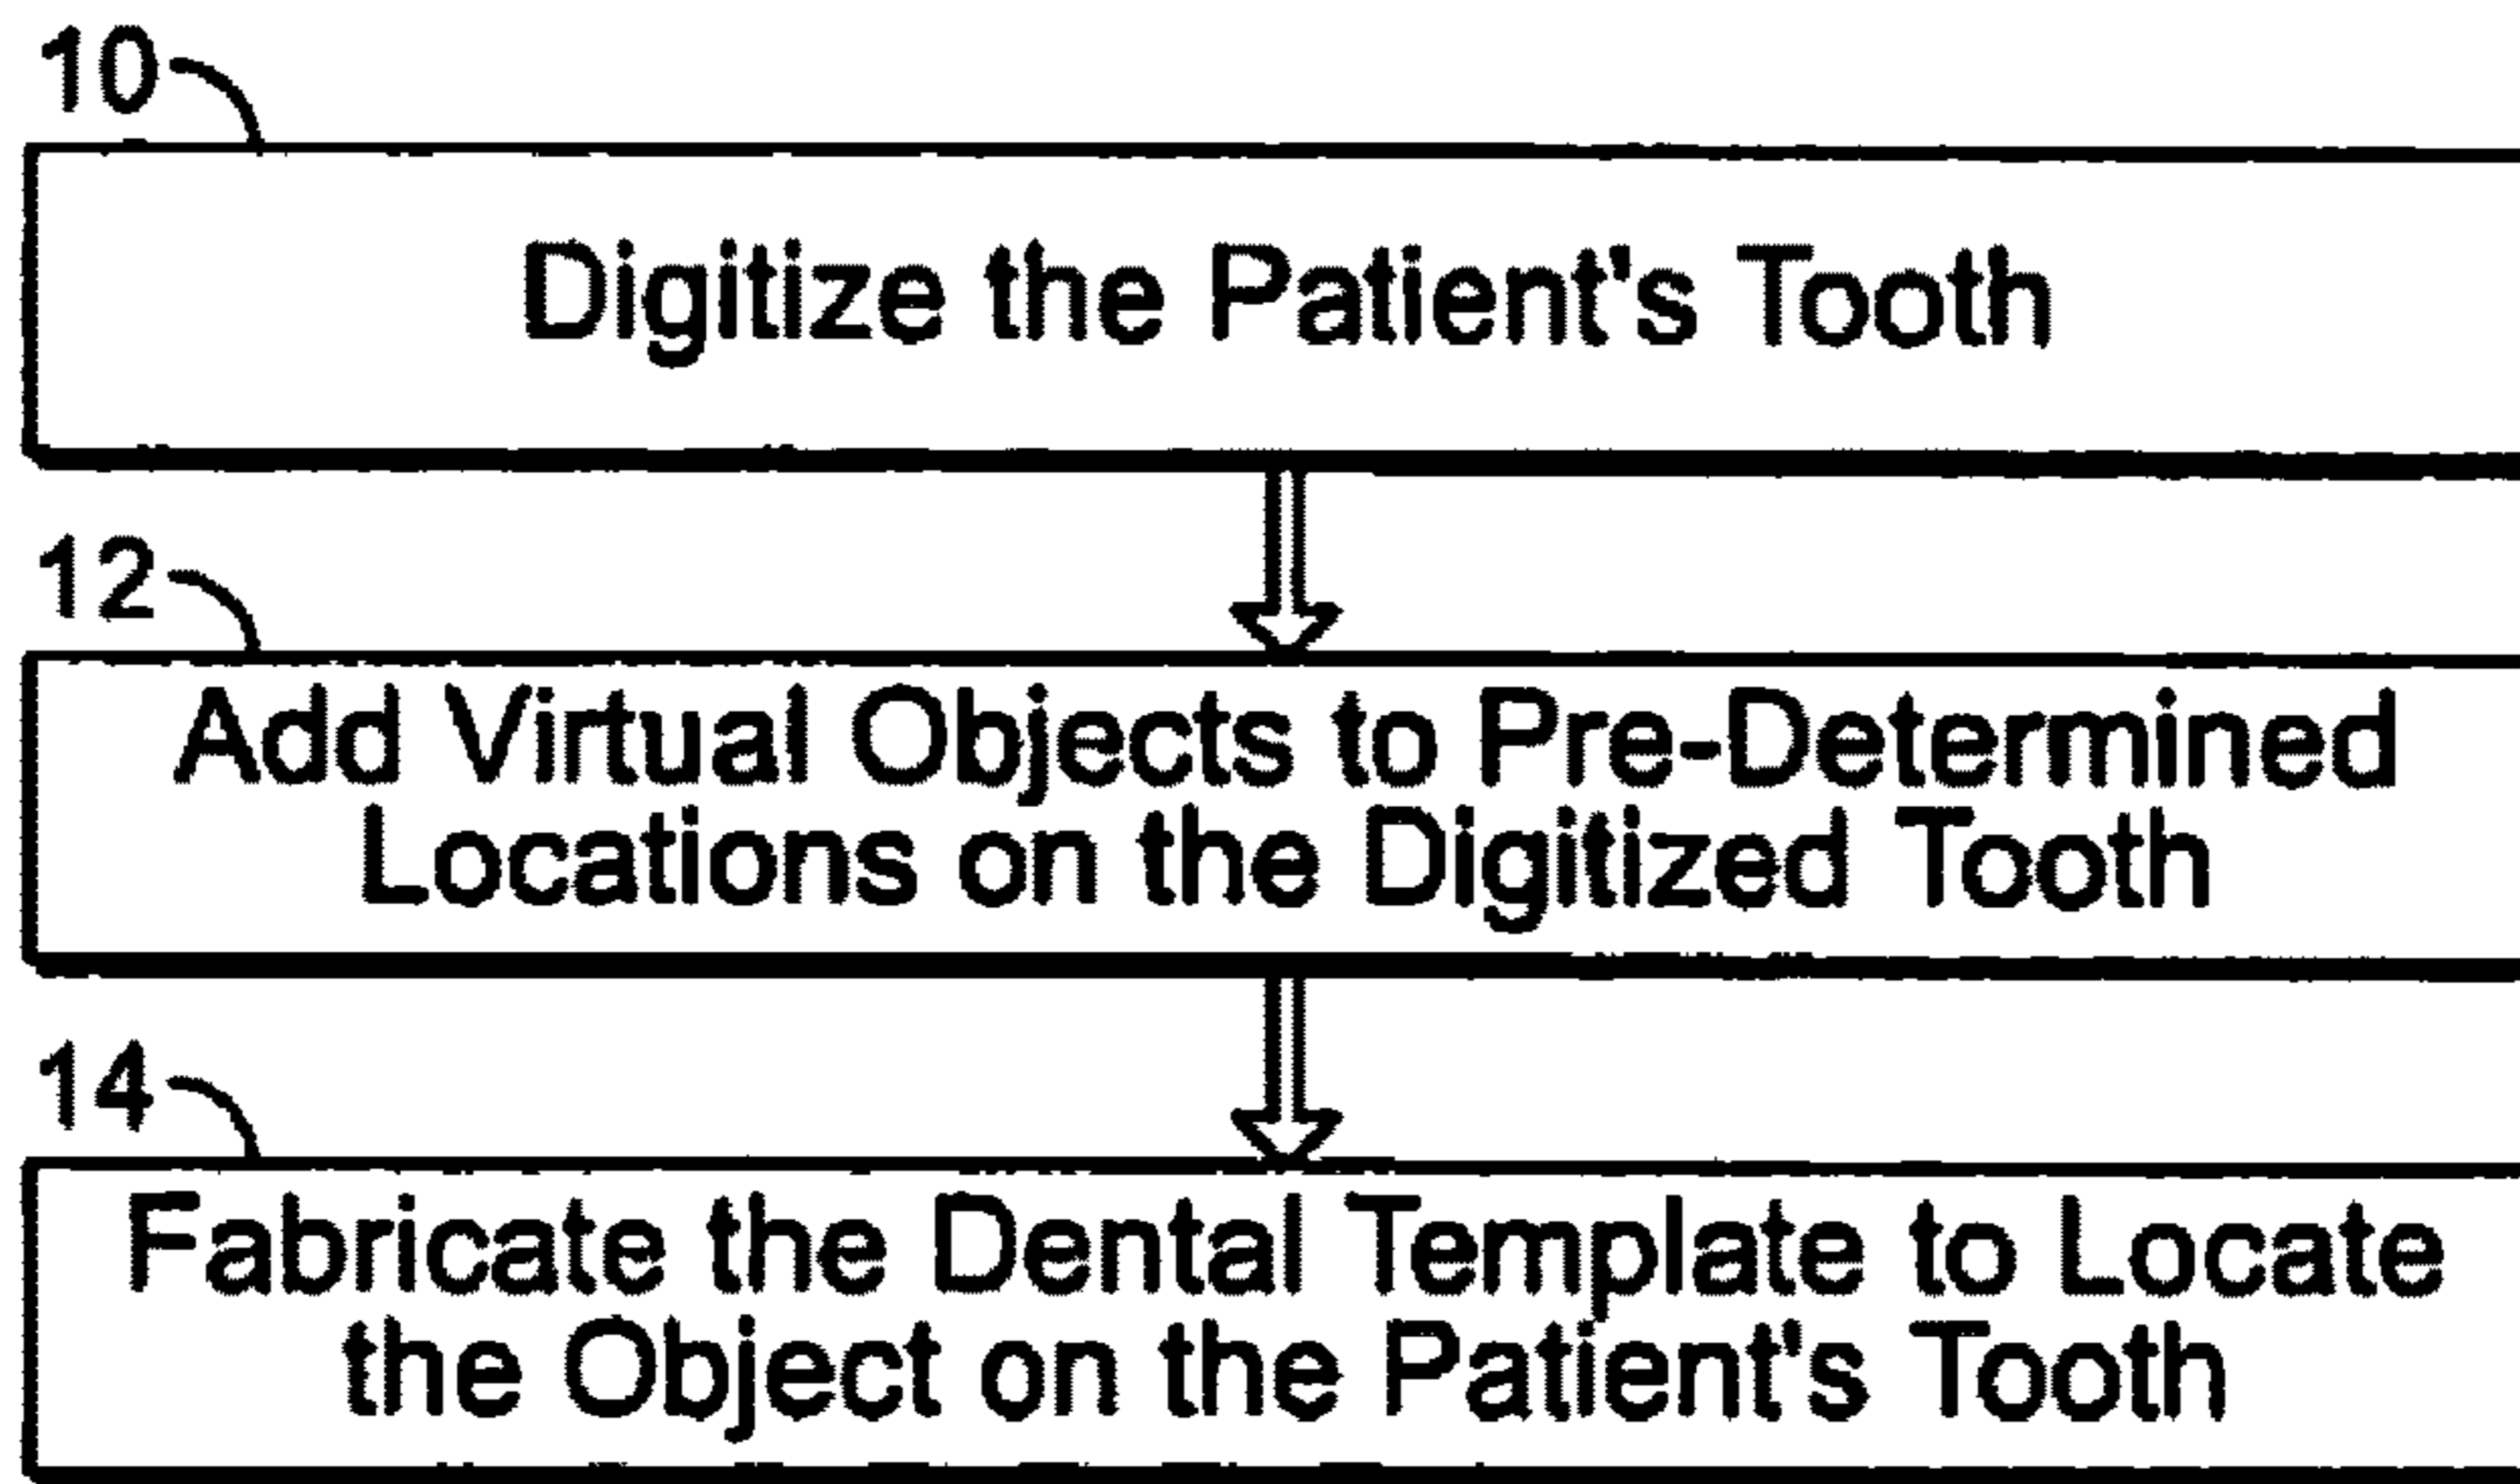 10
Digitize the Patient's Tooth
12
Add Virtual Objects to Pre-Determined
Locations on the Digitized Tooth
14
Fabricate the Dental Template to Locate
the Object on the Patient's Tooth